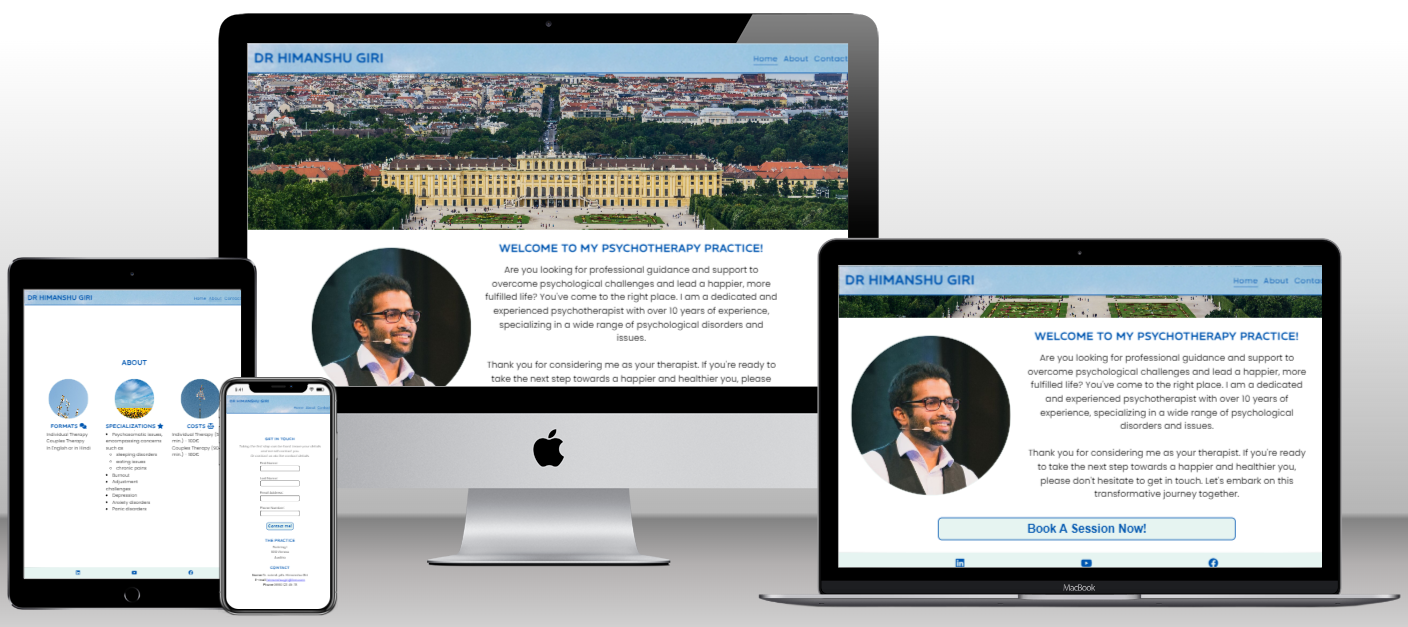 DR HIMANSHU GIRI
Home About Contact
WELCOME TO MY PSYCHOTHERAPY PRACTICE!
Are you looking for professional guidance and support to
overcome psychological challenges and lead a happier, more
fulfilled life? You've come to the right place. I am a dedicated and
experienced psychotherapist with over 10 years of experience,
specializing in a wide range of psychological disorders and
issues.
Thank you for considering me as your therapist. If you're ready to
take the next step towards a happier and healthier you, please
DR HIMANSHU GIRI
Home About Conta
WELCOME TO MY PSYCHOTHERAPY PRACTICE!
Are you looking for professional guidance and support to
overcome psychological challenges and lead a happier, more
fulfilled life? You've come to the right place. I am a dedicated
and experienced psychotherapist with over 10 years of
experience, specializing in a wide range of psychological
disorders and issues.
Thank you for considering me as your therapist. If you're ready
to take the next step towards a happier and healthier you,
please don't hesitate to get in touch. Let's embark on this
transformative journey together.
Book A Session Now!
MacBook
DR HIMANSHU GIRI
Home About Contact
ABOUT
FORMATS
Individual Therapy
Couples Therapy
in English or in Hindi
SPECIALIZATIONS
Psychosomatic issues,
encompassing concerns
such as
sleeping disorders
eating issues
chronic pains
Burnout
Adjustment
challenges
Depression
Anxiety disorders
Panic disorders
COSTS
Individual Therapy
min.) - 100€
Couples Therapy
min.) - 180€
DR HIMANSHU GIRI
Home About Contact
GET IN TOUCH
First Name:
Last Name:
Email Address:
Phone Number:
Contact me!
THE PRACTICE
CONTACT